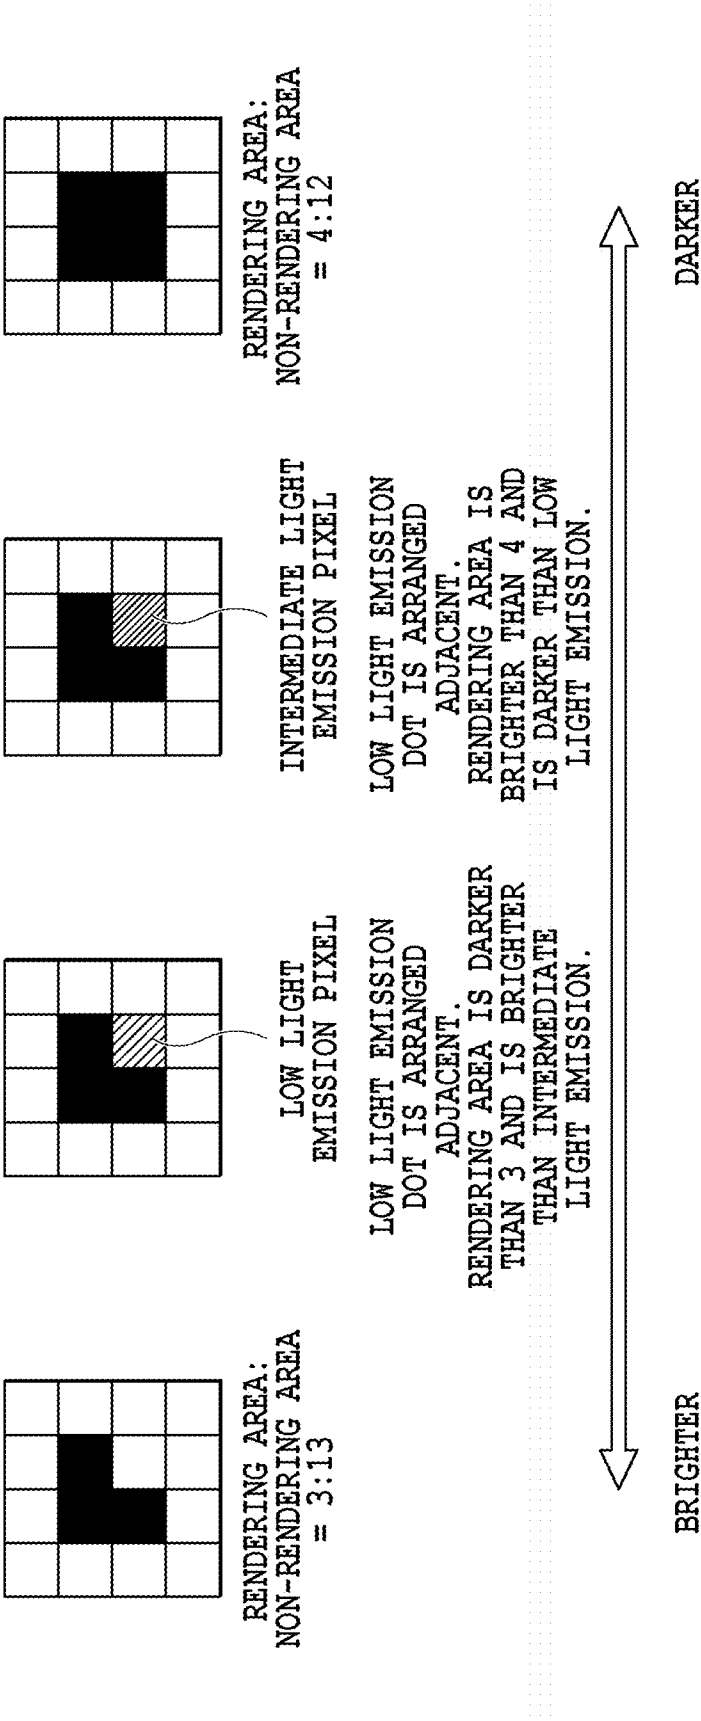 RENDERING AREA:
NON-RENDERING AREA
= 3:13
LOW LIGHT
EMISSION PIXEL
LOW LIGHT EMISSION
DOT IS ARRANGED
ADJACENT.
RENDERING AREA IS DARKER
THAN 3 AND IS BRIGHTER
THAN INTERMEDIATE
LIGHT EMISSION.
INTERMEDIATE LIGHT
EMISSION PIXEL
LOW LIGHT EMISSION
DOT IS ARRANGED
ADJACENT.
RENDERING AREA IS
BRIGHTER THAN 4 AND
IS DARKER THAN LOW
LIGHT EMISSION.
RENDERING AREA:
NON-RENDERING AREA
= 4:12
BRIGHTER
DARKER